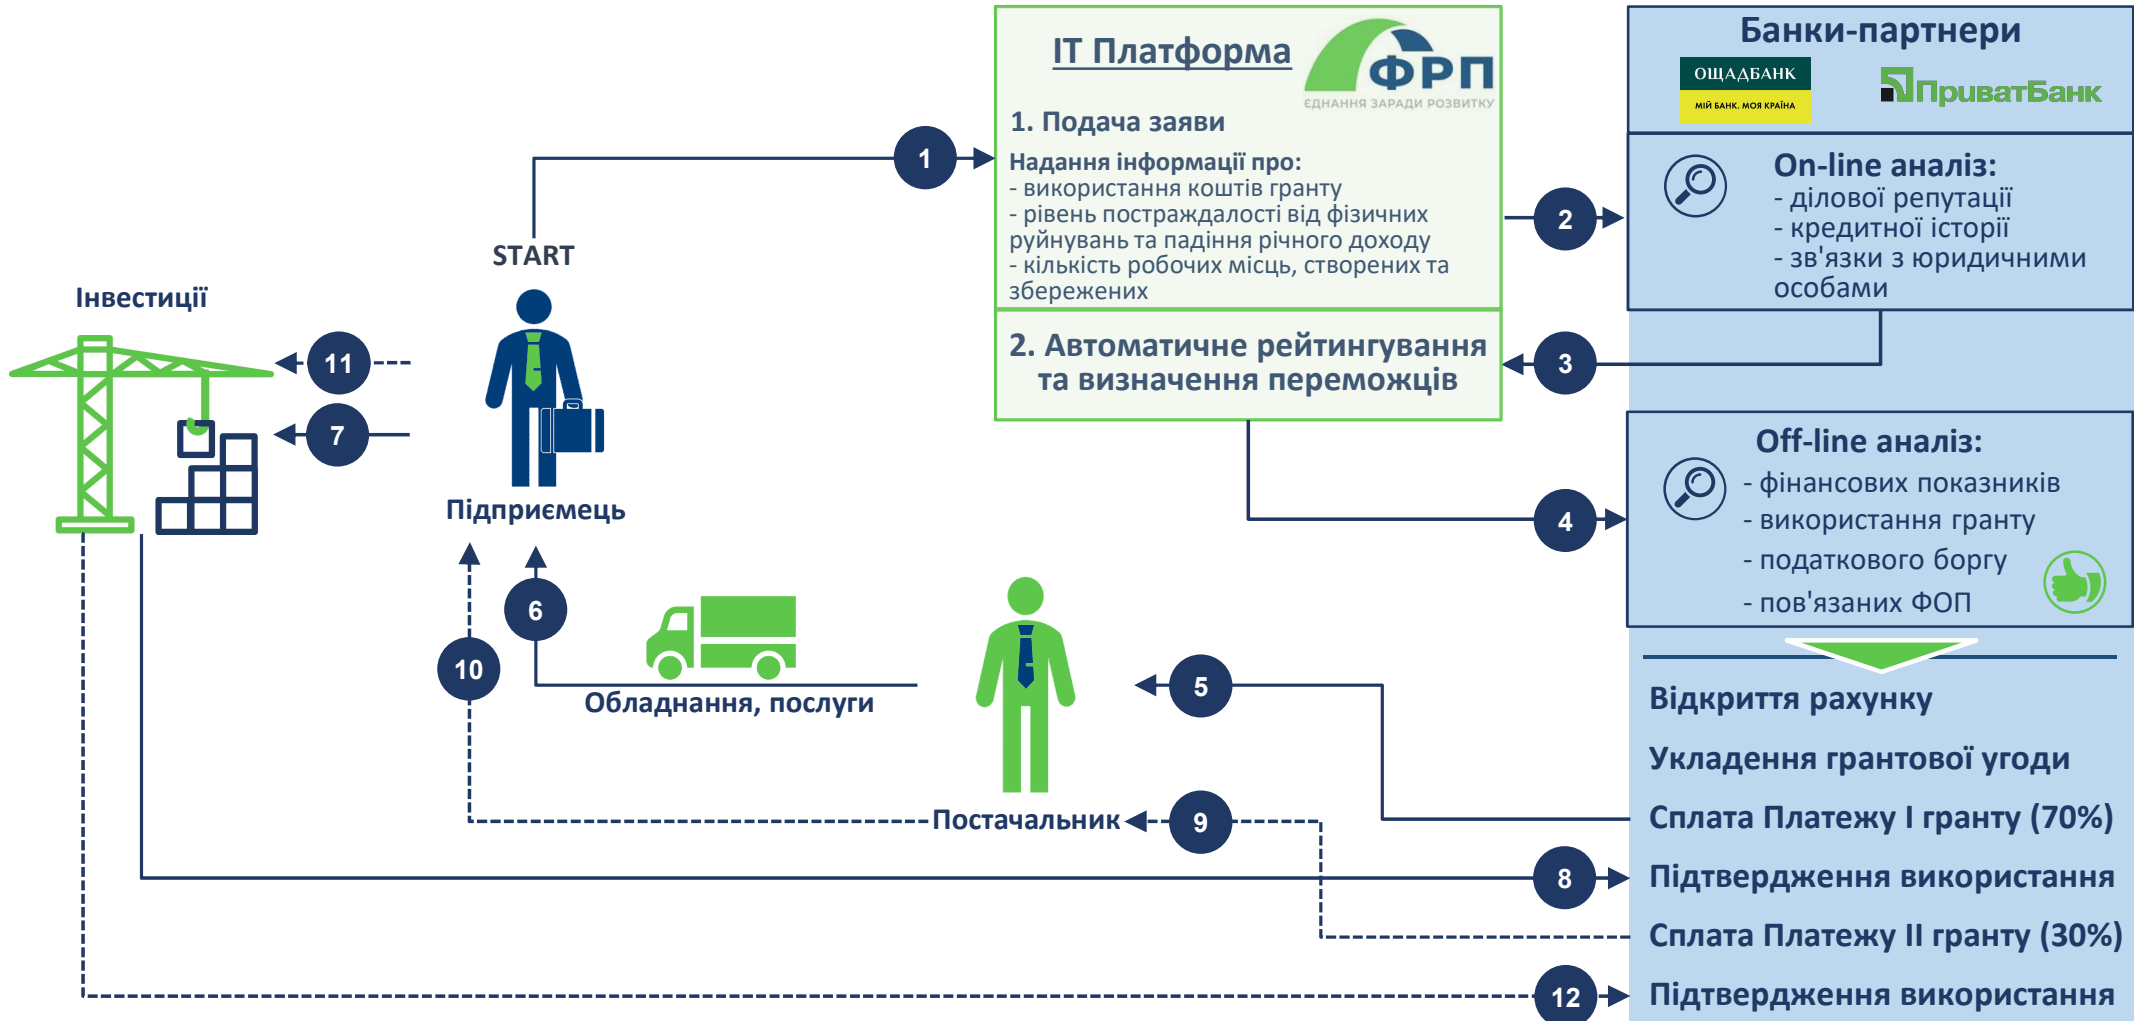 ІТ Платформа
ФРП
ЄДНАННЯ ЗАРАДИ РОЗВИТКУ
1. Подача заяви
Надання інформації про:
- використання коштів гранту
- рівень постраждалості від фізичних
руйнувань та падіння річного доходу
- кількість робочих місць, створених та
збережених
2. Автоматичне рейтингування
та визначення переможців
Банки-партнери
ОЩАДБАНК
МІЙ БАНК. МОЯ КРАЇНА
ПриватБанк
On-line аналіз:
- ділової репутації
- кредитної історії
- зв'язки з юридичними
особами
Off-line аналіз:
- фінансових показників
- використання гранту
- податкового боргу
- пов'язаних ФОП
Відкриття рахунку
Укладення грантової угоди
Сплата Платежу І гранту (70%)
Підтвердження використання
Сплата Платежу ІІ гранту (30%)
Підтвердження використання
START
Підприємець
Інвестиції
Обладнання, послуги
Постачальник
1
2
3
4
5
6
7
8
9
10
11
12